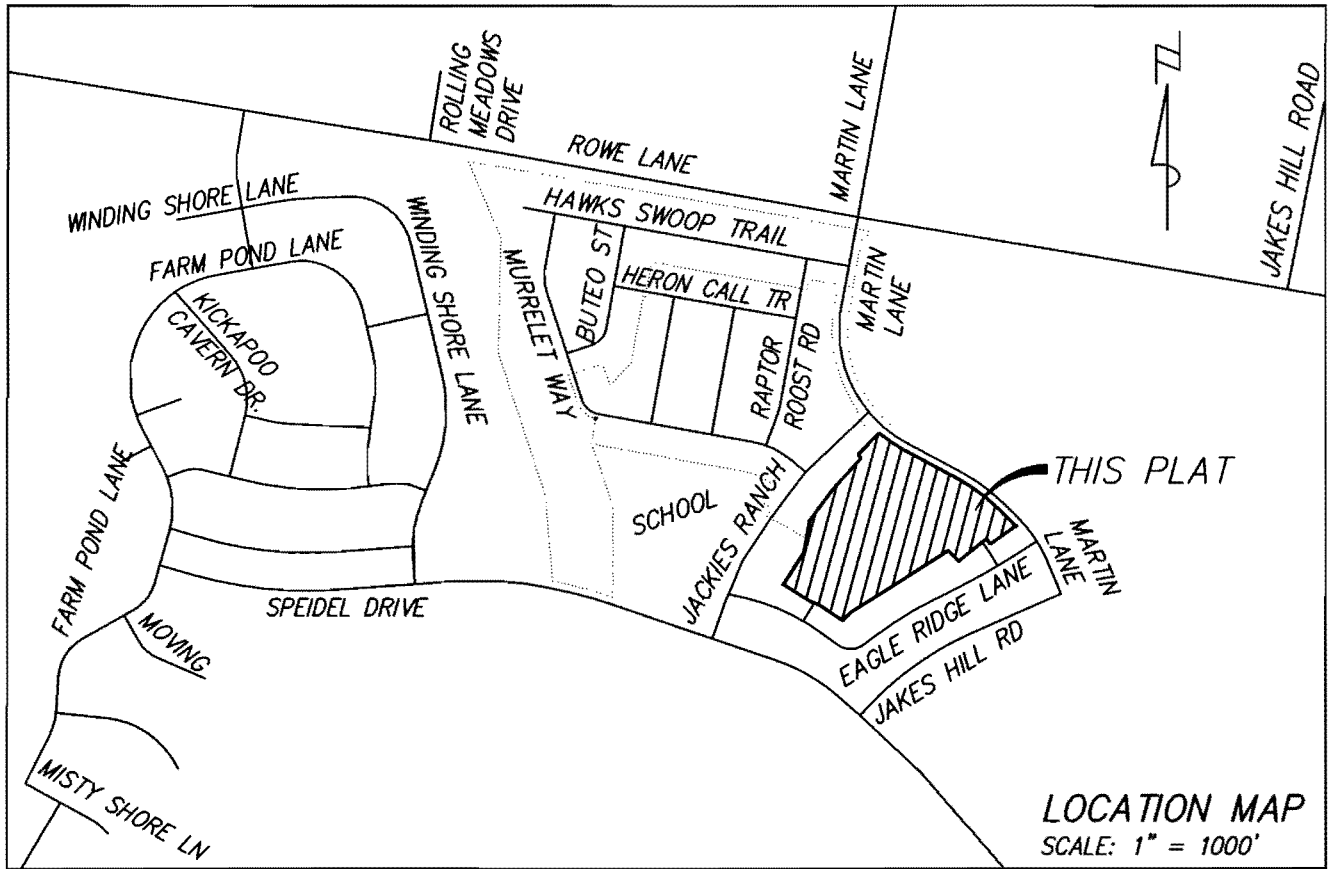 ROLLING
MEADOWS
DRIVE
MARTIN LANE
N
JAKES HILL ROAD
ROWE LANE
WINDING SHORE LANE
HAWKS SWOOP TRAIL
FARM POND LANE
WINDING SHORE LANE
MURRELET WAY
BUTEO ST
HERON CALL TR
MARTIN
LANE
KICKAPOO
CAVERN DR.
RAPTOR
ROOST RD
THIS PLAT
SCHOOL
JACKIES RANCH
MARTIN
LANE
FARM POND LANE
SPEIDEL DRIVE
EAGLE RIDGE LANE
MOVING
JAKES HILL RD
MISTY SHORE LN
LOCATION MAP
SCALE: 1" = 1000'